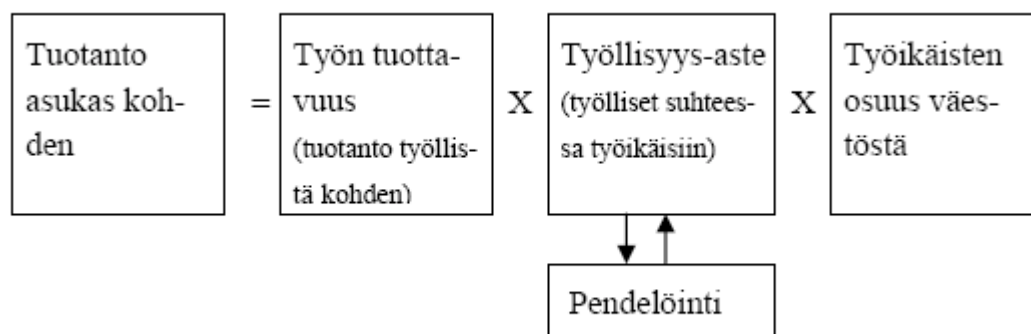 Tuotanto
asukas koh-
den
=
Työn tuotta-
vuus
(tuotanto työllis-
tä kohden)
X
Työllisyys-aste
(työlliset suhtees-
sa työikäisiin)
X
Työikäisten
osuus väes-
töstä
Pendelöinti